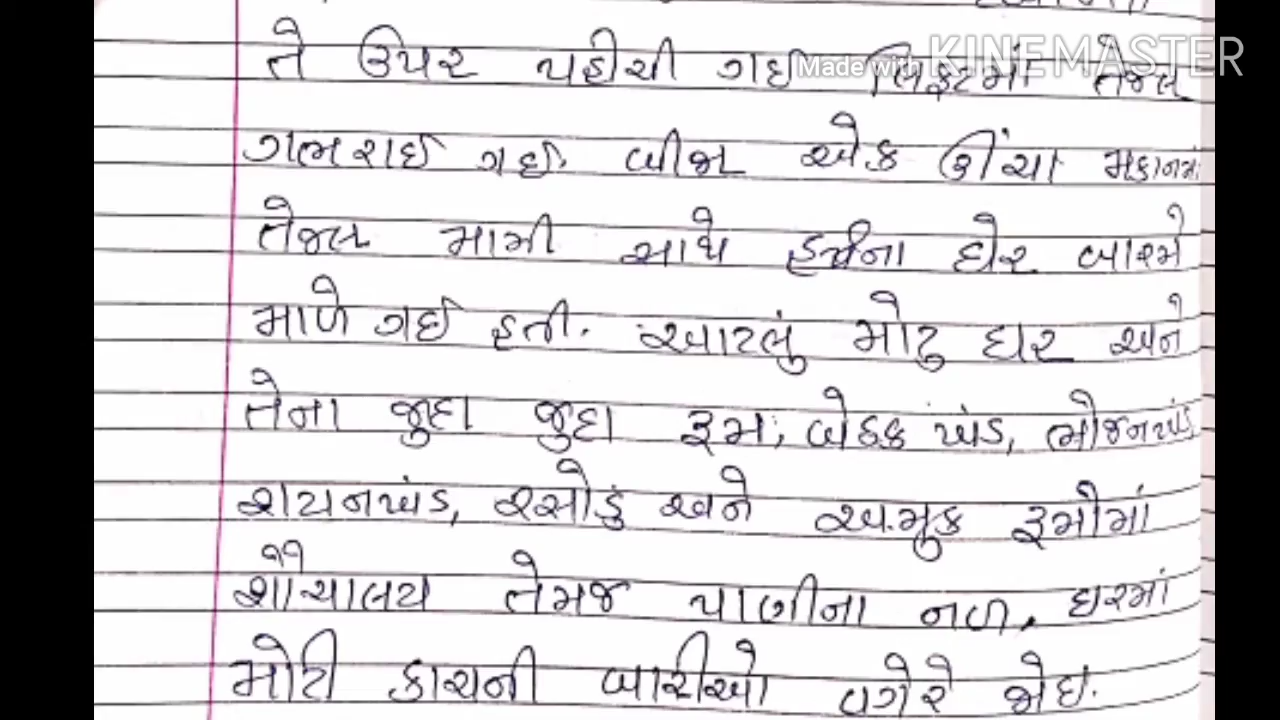 તે ઉપર પહોચી ગઈ લિફ્ટમાં તેજલ
Made with KINEMASTER
ગભરાઈ ગઈ. બીજા એક ઊંચા મકાનમાં
તેજલ મામી સાથે હર્ષના ઘેર બારમે
માળે ગઈ હતી. આટલું મોટુ ઘર અને
તેના જુદા જુદા રૂમ, બેઠક ખંડ, ભોજનખંડ
શયનખંડ, રસોડું અને અમુક રૂમોમાં
શૌચાલય તેમજ પાણીના નળ. ઘરમાં
મોટી કાચની બારીઓ વગેરે જોઈ.